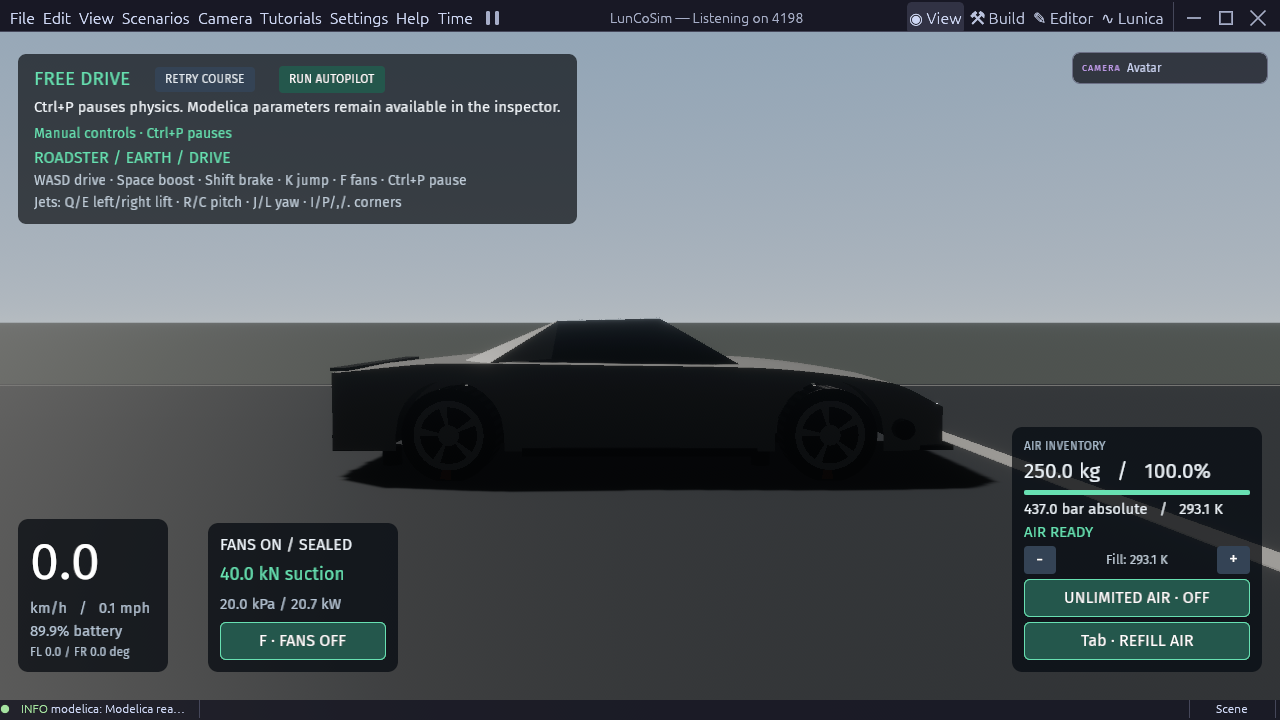 File Edit View Scenarios Camera Tutorials Settings Help Time
LunCoSim — Listening on 4198
View Build Editor Lunica
FREE DRIVE RETRY COURSE RUN AUTOPILOT
Ctrl+P pauses physics. Modelica parameters remain available in the inspector.
Manual controls · Ctrl+P pauses
ROADSTER / EARTH / DRIVE
WASD drive · Space boost · Shift brake · K jump · F fans · Ctrl+P pause
Jets: Q/E left/right lift · R/C pitch · J/L yaw · I/P/,/. corners
CAMERA Avatar
0.0
km/h / 0.1 mph
89.9% battery
FL 0.0 / FR 0.0 deg
FANS ON / SEALED
40.0 kN suction
20.0 kPa / 20.7 kW
F · FANS OFF
AIR INVENTORY
250.0 kg / 100.0%
437.0 bar absolute / 293.1 K
AIR READY
- Fill: 293.1 K +
UNLIMITED AIR · OFF
Tab · REFILL AIR
INFO modelica: Modelica rea...
Scene